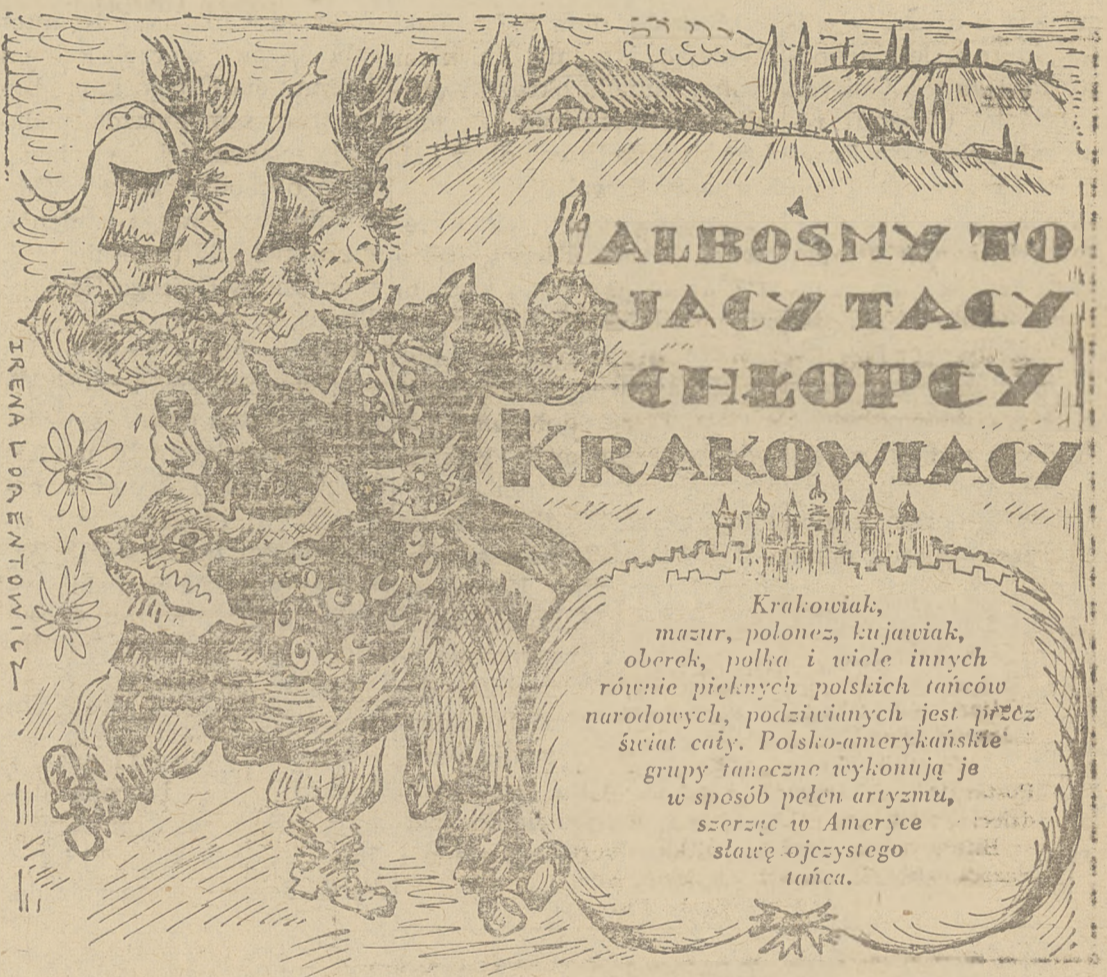 ALBOŚMY TO
JACY TACY
CHŁOPCY
KRAKOWIACY
IRENA LORENTOWICZ
Krakowiak,
mazur, polonez, kujawiak,
oberek, polka i wiele innych
równie pięknych polskich tańców
narodowych, podziwianych jest przez
świat cały. Polsko-amerykańskie
grupy taneczne wykonują je
w sposób pełen artyzmu,
szerząc w Ameryce
sławę ojczystego
tańca.